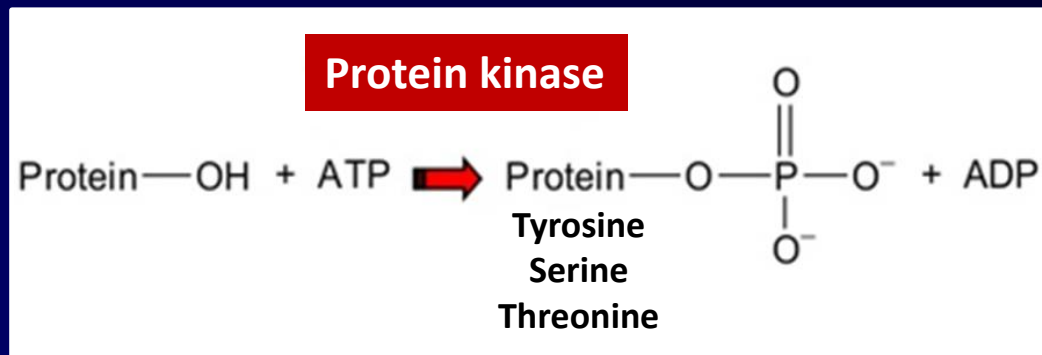 Protein kinase
O
Protein—OH + ATP Protein—O—P—O⁻ + ADP
O⁻
Tyrosine
Serine
Threonine